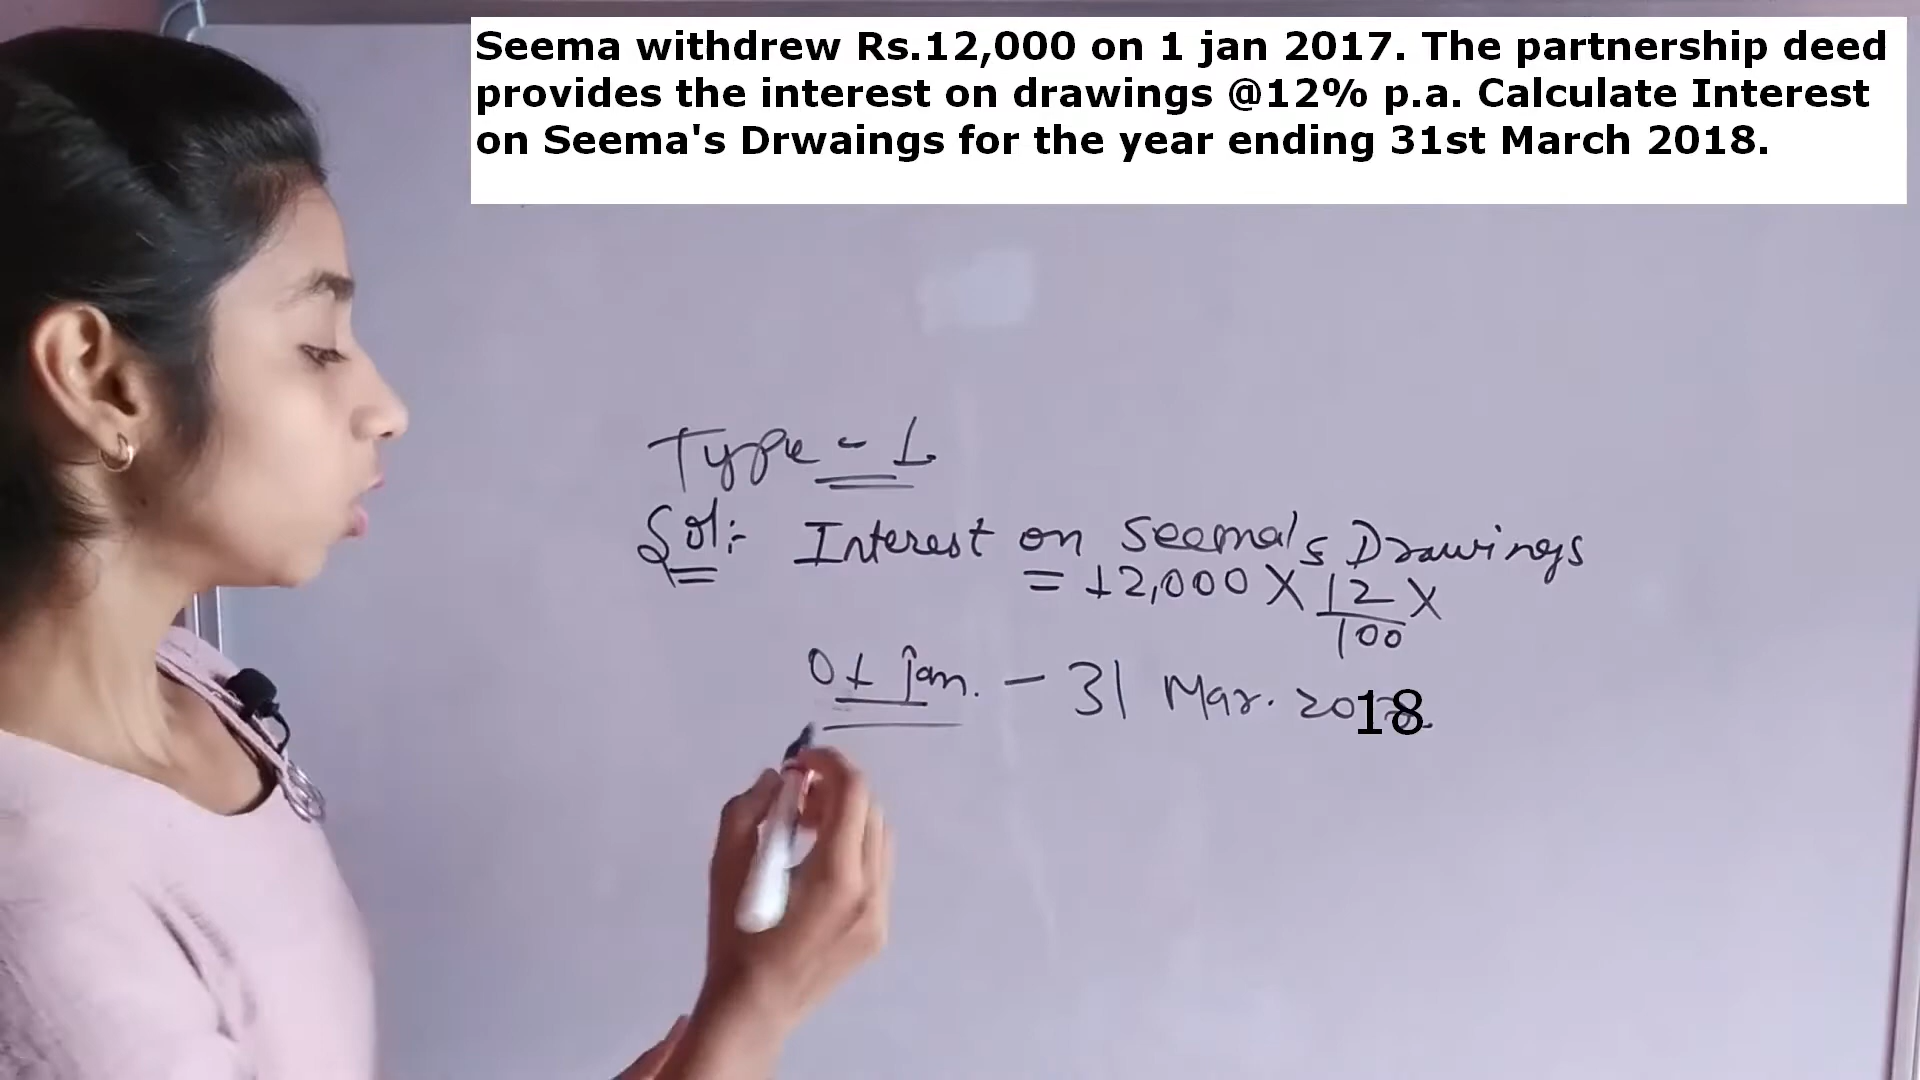 Seema withdrew Rs.12,000 on 1 jan 2017. The partnership deed
provides the interest on drawings @12% p.a. Calculate Interest
on Seema's Drwaings for the year ending 31st March 2018.
Type - 1
Sol:- Interest on Seema's Drawings
= 12,000 X 12/100 X
01 Jan. - 31 Mar. 2018